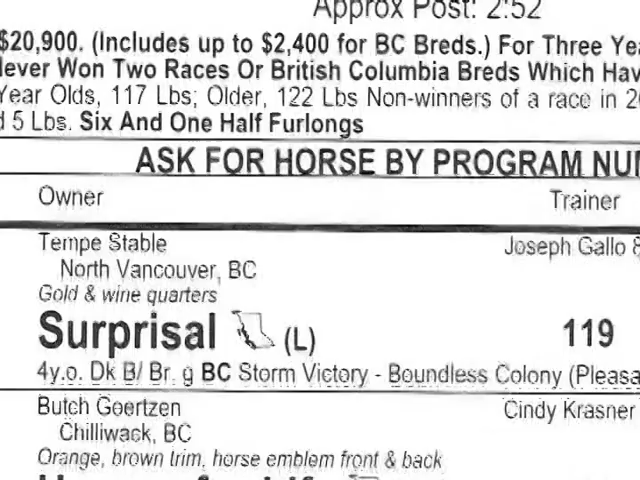 Approx Post: 2:52
$20,900. (Includes up to $2,400 for BC Breds.) For Three Yea
lever Won Two Races Or British Columbia Breds Which Hav
Year Olds, 117 Lbs; Older, 122 Lbs Non-winners of a race in 2
d 5 Lbs. Six And One Half Furlongs
ASK FOR HORSE BY PROGRAM NUM
Owner Trainer
Tempe Stable Joseph Gallo &
North Vancouver, BC
Gold & wine quarters
Surprisal (L) 119
4y.o. Dk B/ Br. g BC Storm Victory - Boundless Colony (Pleasa
Butch Goertzen Cindy Krasner
Chilliwack, BC
Orange, brown trim, horse emblem front & back